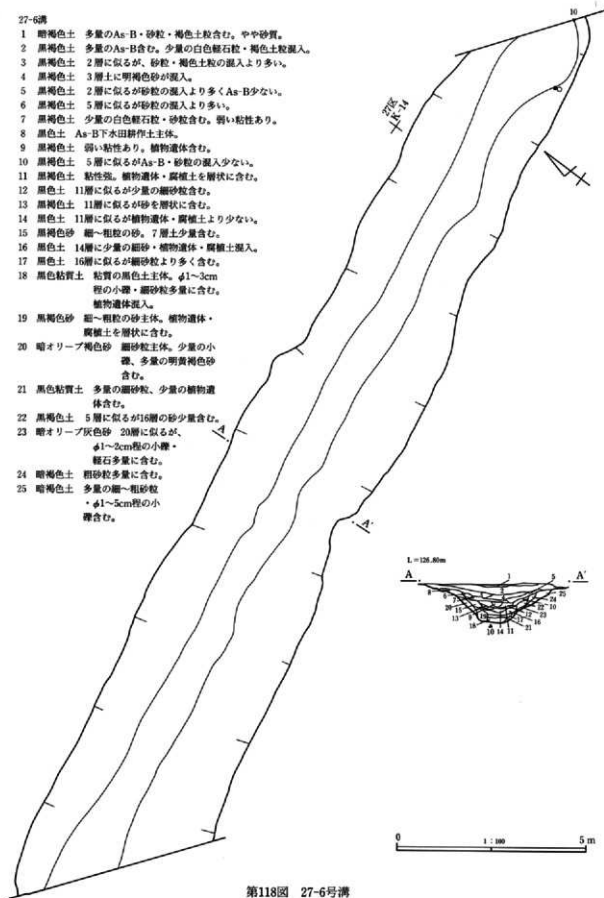 27-6溝
1 暗褐色土 多量のAs-B・砂粒・褐色土粒含む。やや砂質。
2 黒褐色土 多量のAs-B含む。少量の白色軽石粒・褐色土粒混入。
3 黒褐色土 2層に似るが、砂粒・褐色土粒の混入より多い。
4 黒褐色土 3層土に明褐色砂が混入。
5 黒褐色土 2層に似るが砂粒の混入より多くAs-B少ない。
6 黒褐色土 5層に似るが砂粒の混入より多い。
7 黒褐色土 少量の白色軽石粒・砂粒含む。弱い粘性あり。
8 黒色土 As-B下水田耕作土主体。
9 黒褐色土 弱い粘性あり。植物遺体含む。
10 黒褐色土 5層に似るがAs-B・砂粒の混入少ない。
11 黒褐色土 粘性強。植物遺体・腐植土を層状に含む。
12 黒色土 11層に似るが少量の細砂粒含む。
13 黒褐色土 11層に似るが砂を層状に含む。
14 黒色土 11層に似るが植物遺体・腐植土より少ない。
15 黒褐色砂 細〜粗粒の砂。7層土少量含む。
16 黒色土 14層に少量の細砂・植物遺体・腐植土混入。
17 黒色土 16層に似るが細砂粒より多く含む。
18 黒色粘質土 粘質の黒色土主体。φ1〜3cm
程の小礫・細砂粒多量に含む。
植物遺体混入。
19 黒褐色砂 細〜粗粒の砂主体。植物遺体・
腐植土を層状に含む。
20 暗オリーブ褐色砂 細砂粒主体。少量の小
礫、多量の明黄褐色砂
含む。
21 黒色粘質土 多量の細砂粒、少量の植物遺
体含む。
22 黒褐色土 5層に似るが16層の砂少量含む。
23 暗オリーブ灰色砂 20層に似るが、
φ1〜2cm程の小礫・
軽石多量に含む。
24 暗褐色土 粗砂粒多量に含む。
25 暗褐色土 多量の細〜粗砂粒
・φ1〜5cm程の小
礫含む。
10
27区
K-14
A
A'
L=126.80m
A 1 5 A'
8 6 25
7 24
20 22 10
15 12 23
13 9 19 17 16
18 10 14 11 21
0 1:100 5m
第118図 27-6号溝